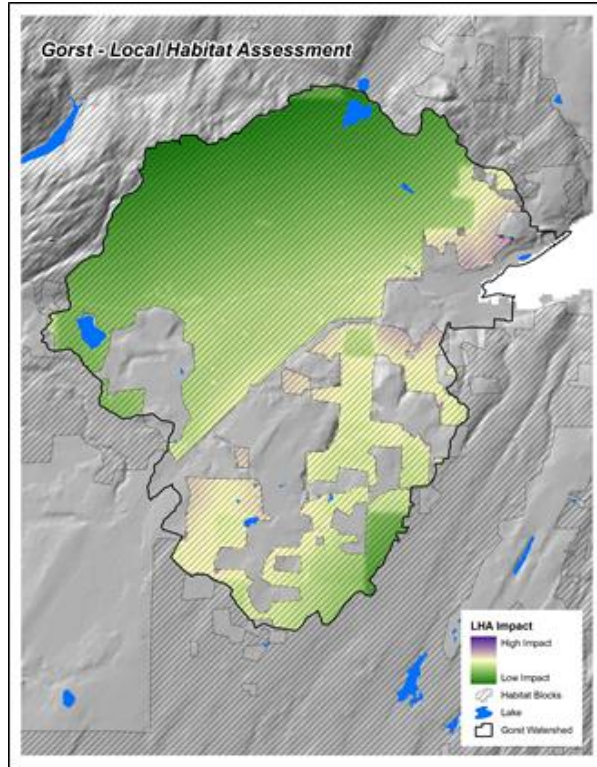 Gorst - Local Habitat Assessment
LHA Impact
High Impact
Low Impact
Habitat Blocks
Lake
Gorst Watershed